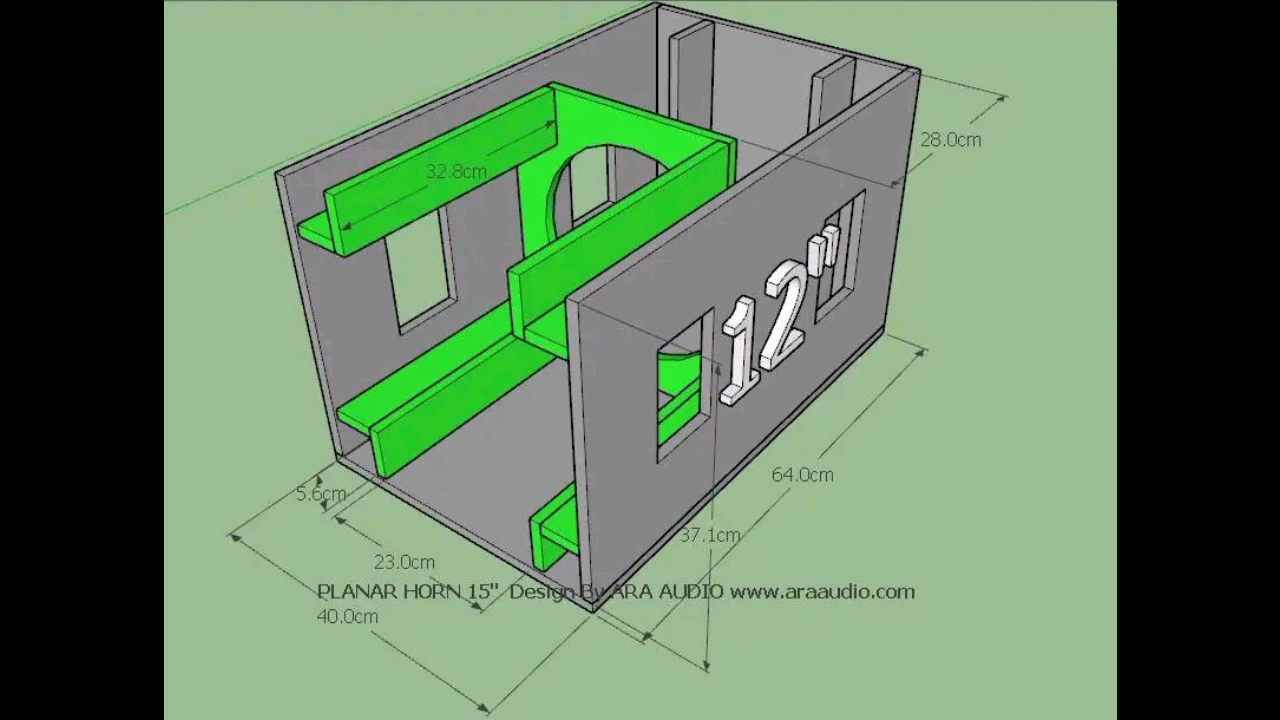 28.0cm
32.8cm
12"
64.0cm
5.6cm
37.1cm
23.0cm
PLANAR HORN 15" Design By ARA AUDIO www.araaudio.com
40.0cm